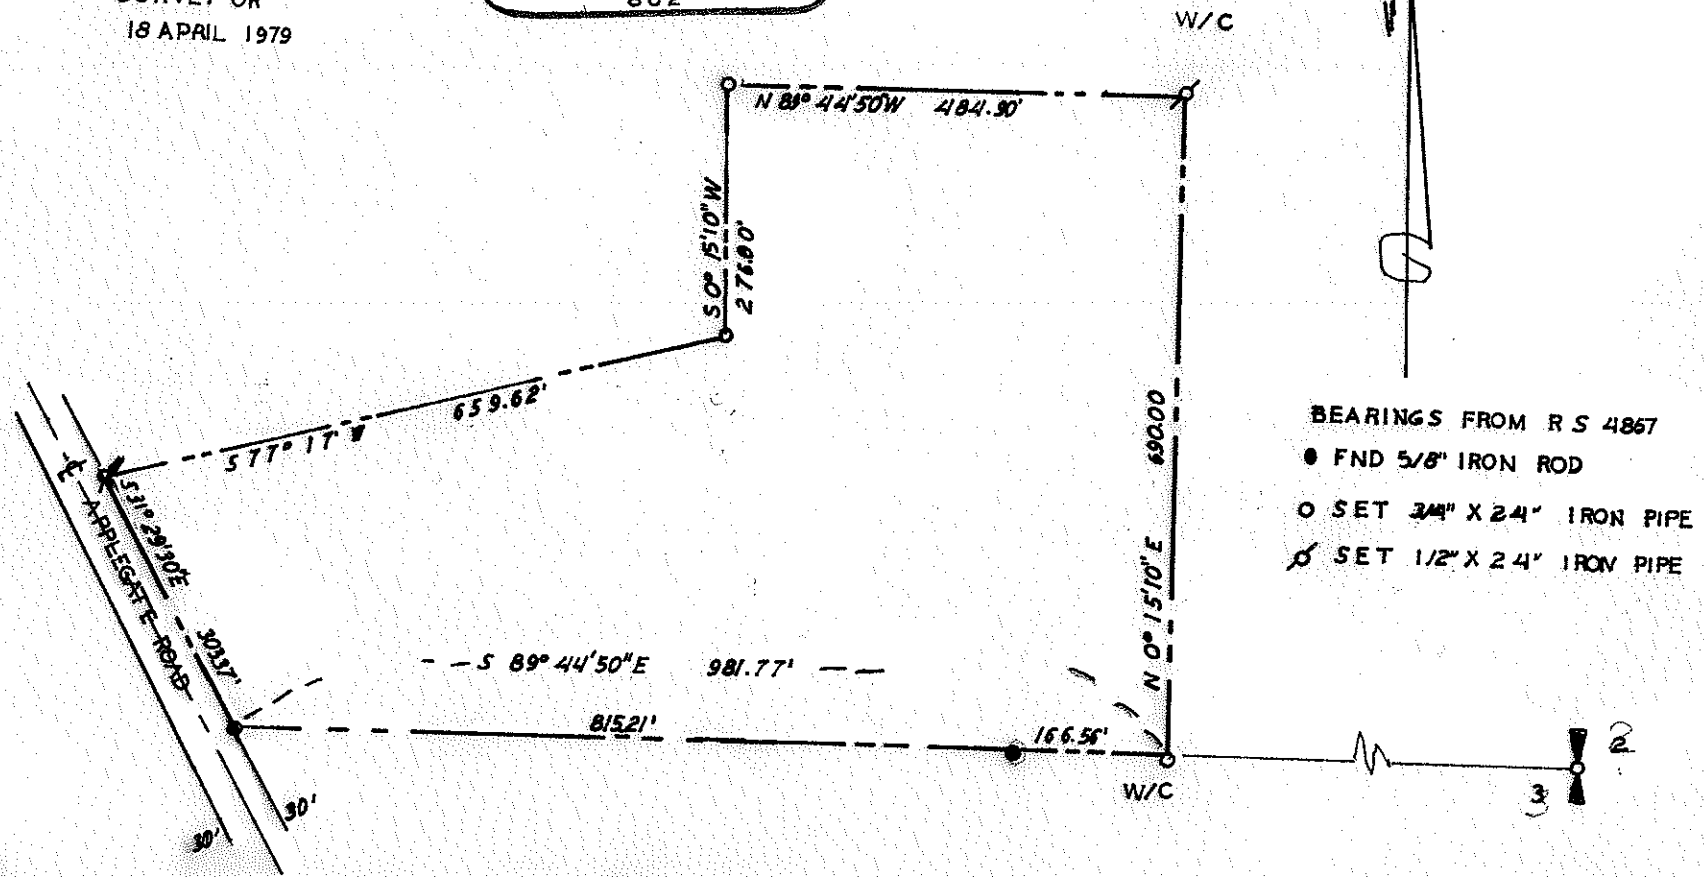 18 APRIL 1979
802
W/C
N 89° 44'50"W 484.90'
S 0° 15'10" W
276.80'
659.62'
S 77° 17' W
S 31° 29'30"E
303.37'
℄ APPLEGATE ROAD
30'
30'
S 89° 44'50"E 981.77'
815.21'
166.56'
N 0° 15'10" E 690.00
W/C
2
3
BEARINGS FROM R S 4867
FND 5/8" IRON ROD
SET 3/4" X 24" IRON PIPE
SET 1/2" X 24" IRON PIPE